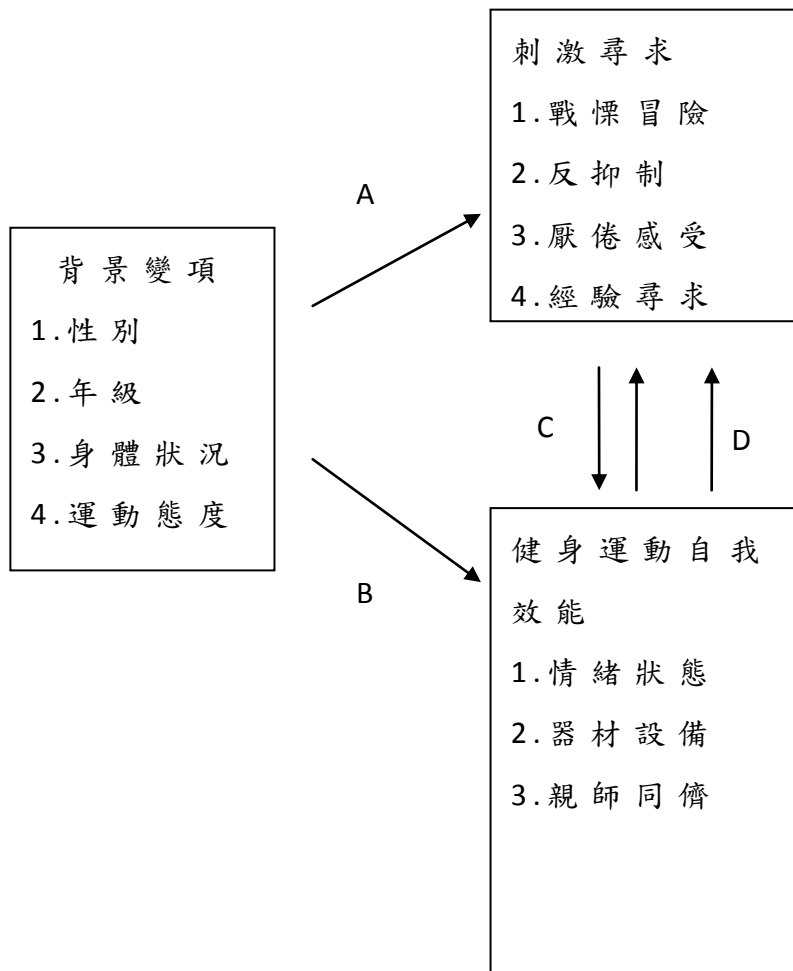 刺激尋求
1.戰慄冒險
2.反抑制
3.厭倦感受
4.經驗尋求
A
背景變項
1.性別
2.年級
3.身體狀況
4.運動態度
C
D
B
健身運動自我
效能
1.情緒狀態
2.器材設備
3.親師同儕